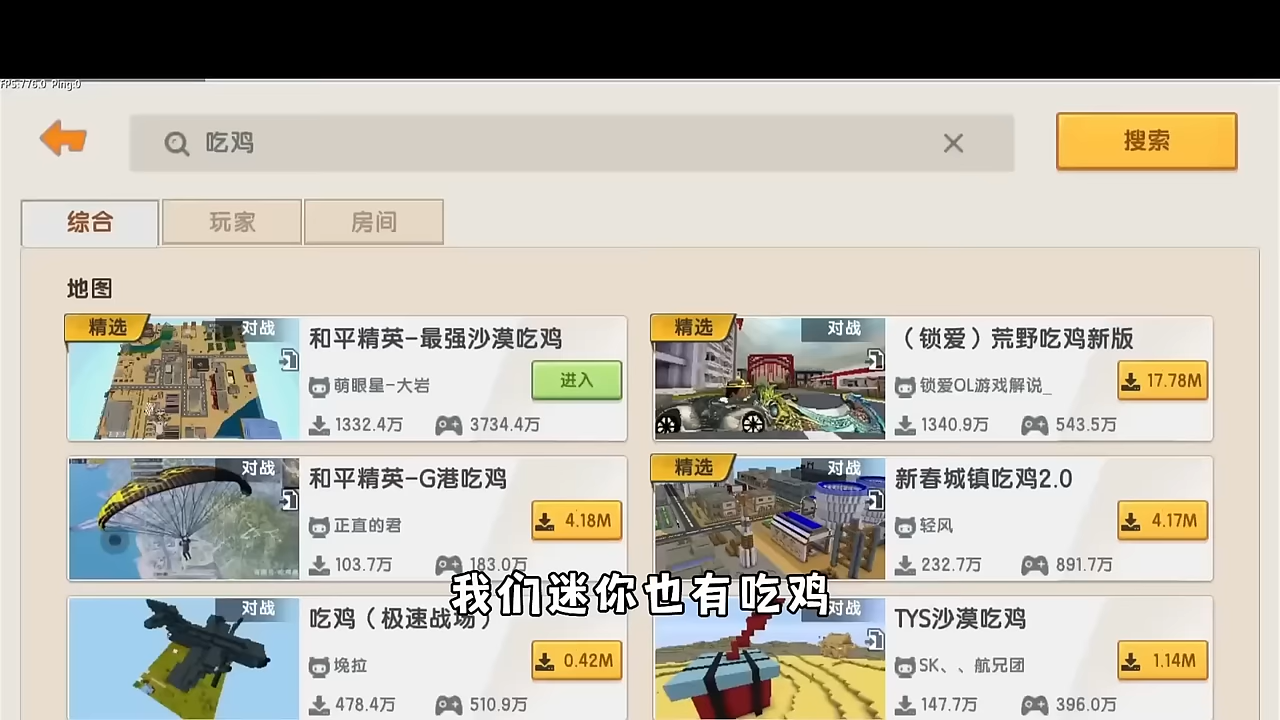 FPS:776.0 Ping:0
吃鸡
搜索
综合
玩家
房间
地图
精选
对战
和平精英-最强沙漠吃鸡
萌眼星-大岩
进入
1332.4万
3734.4万
精选
对战
（锁爱）荒野吃鸡新版
锁爱OL游戏解说_
17.78M
1340.9万
543.5万
对战
和平精英-G港吃鸡
正直的君
4.18M
103.7万
183.0万
精选
对战
新春城镇吃鸡2.0
轻风
4.17M
232.7万
891.7万
我们迷你也有吃鸡
对战
吃鸡（极速战场）
堍拉
0.42M
478.4万
510.9万
对战
TYS沙漠吃鸡
SK、、航兄团
1.14M
147.7万
396.0万